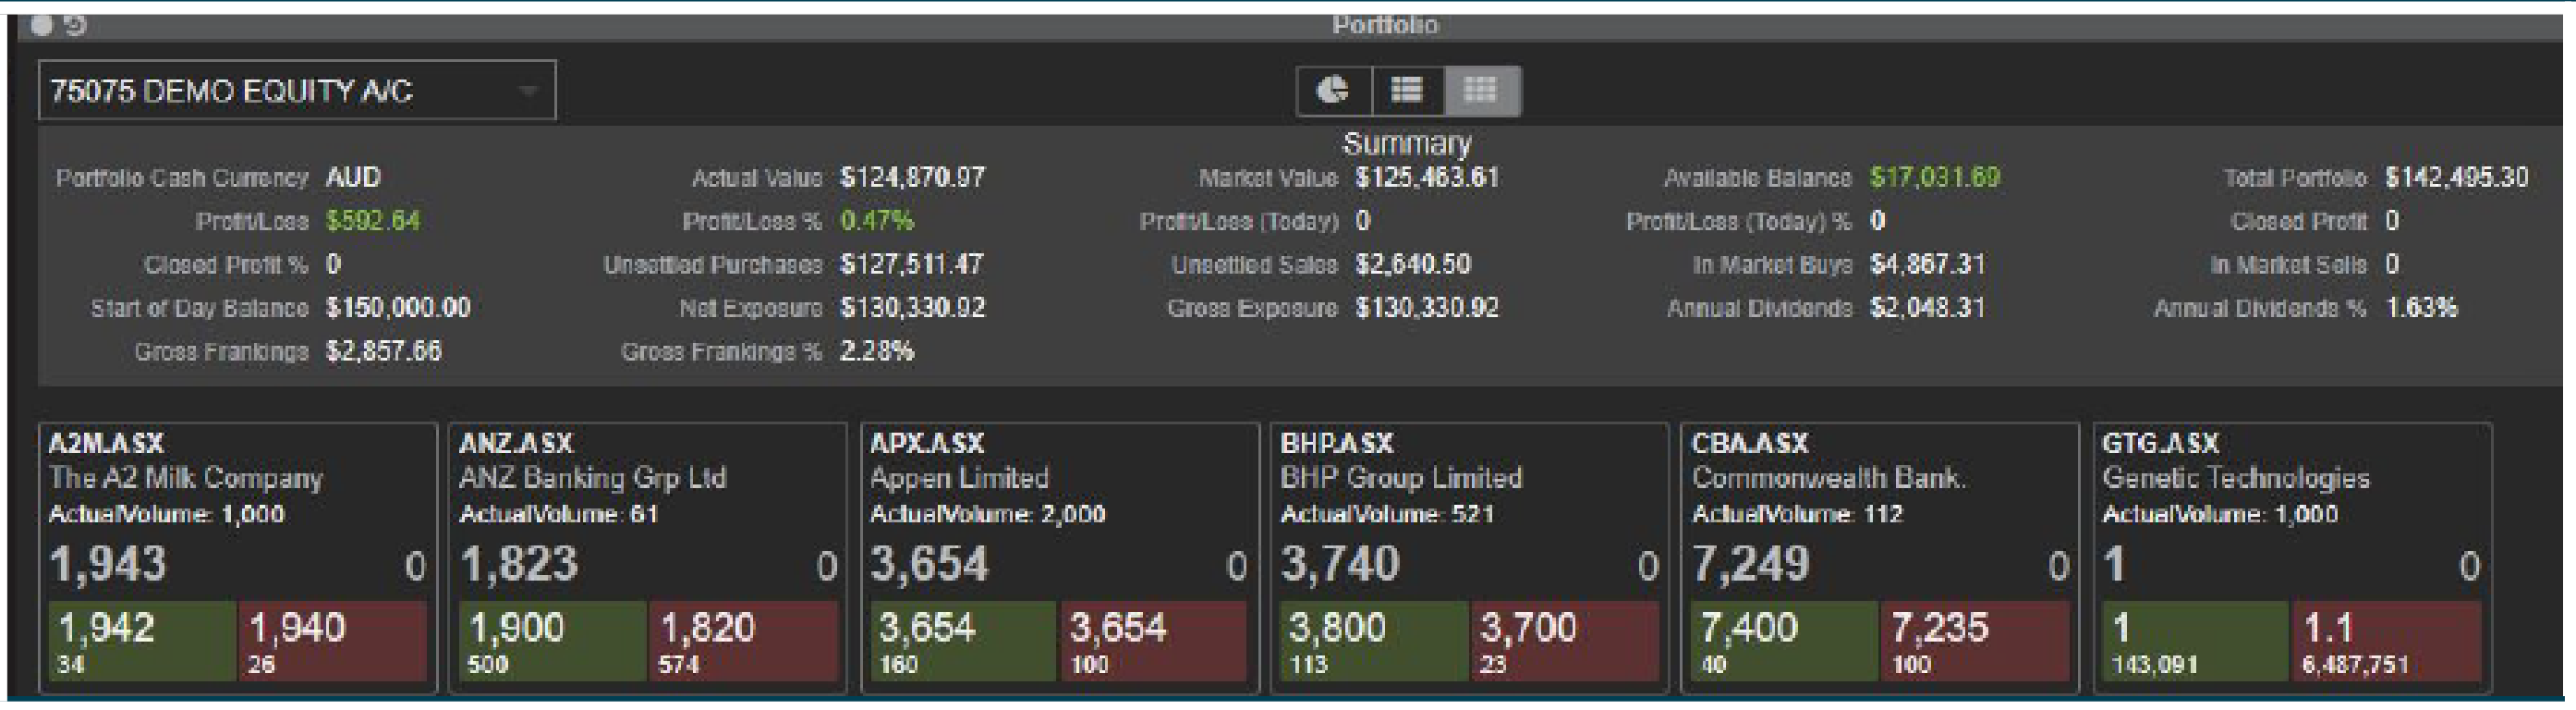 Portfolio
75075 DEMO EQUITY A/C
Summary
Portfolio Cash Currency AUD Actual Value $124,870.97 Market Value $125,463.61 Available Balance $17,031.69 Total Portfolio $142,495.30
Profit/Loss $592.64 Profit/Loss % 0.47% Profit/Loss (Today) 0 Profit/Loss (Today) % 0 Closed Profit 0
Closed Profit % 0 Unsettled Purchases $127,511.47 Unsettled Sales $2,640.50 In Market Buys $4,867.31 In Market Sells 0
Start of Day Balance $150,000.00 Net Exposure $130,330.92 Gross Exposure $130,330.92 Annual Dividends $2,048.31 Annual Dividends % 1.63%
Gross Frankings $2,857.66 Gross Frankings % 2.28%
A2M.ASX
The A2 Milk Company
ActualVolume: 1,000
1,943 0
1,942 1,940
34 26
ANZ.ASX
ANZ Banking Grp Ltd
ActualVolume: 61
1,823 0
1,900 1,820
500 574
APX.ASX
Appen Limited
ActualVolume: 2,000
3,654 0
3,654 3,654
160 100
BHP.ASX
BHP Group Limited
ActualVolume: 521
3,740 0
3,800 3,700
113 23
CBA.ASX
Commonwealth Bank.
ActualVolume: 112
7,249 0
7,400 7,235
40 100
GTG.ASX
Genetic Technologies
ActualVolume: 1,000
1 0
1 1.1
143,091 6,487,751